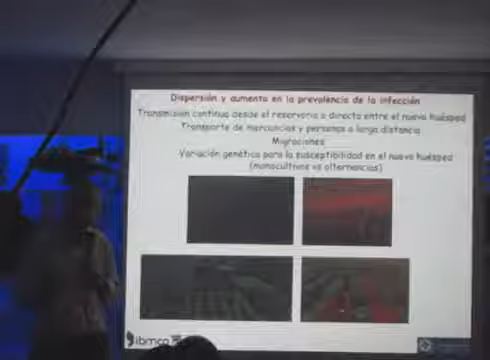 Dispersión y aumento en la prevalencia de la infección
Transmisión continua desde el reservorio o directa entre el nuevo huésped
Transporte de mercancías y personas a larga distancia
Migraciones
Variación genética para la susceptibilidad en el nuevo huésped
(monocultivos vs alternancias)
ibmcp